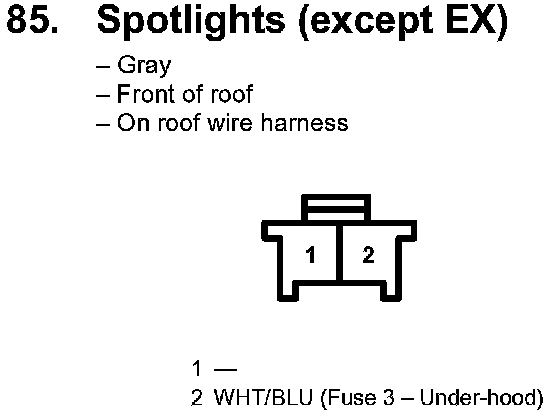 85. Spotlights (except EX)
– Gray
– Front of roof
– On roof wire harness
1 2
1 —
2 WHT/BLU (Fuse 3 – Under-hood)